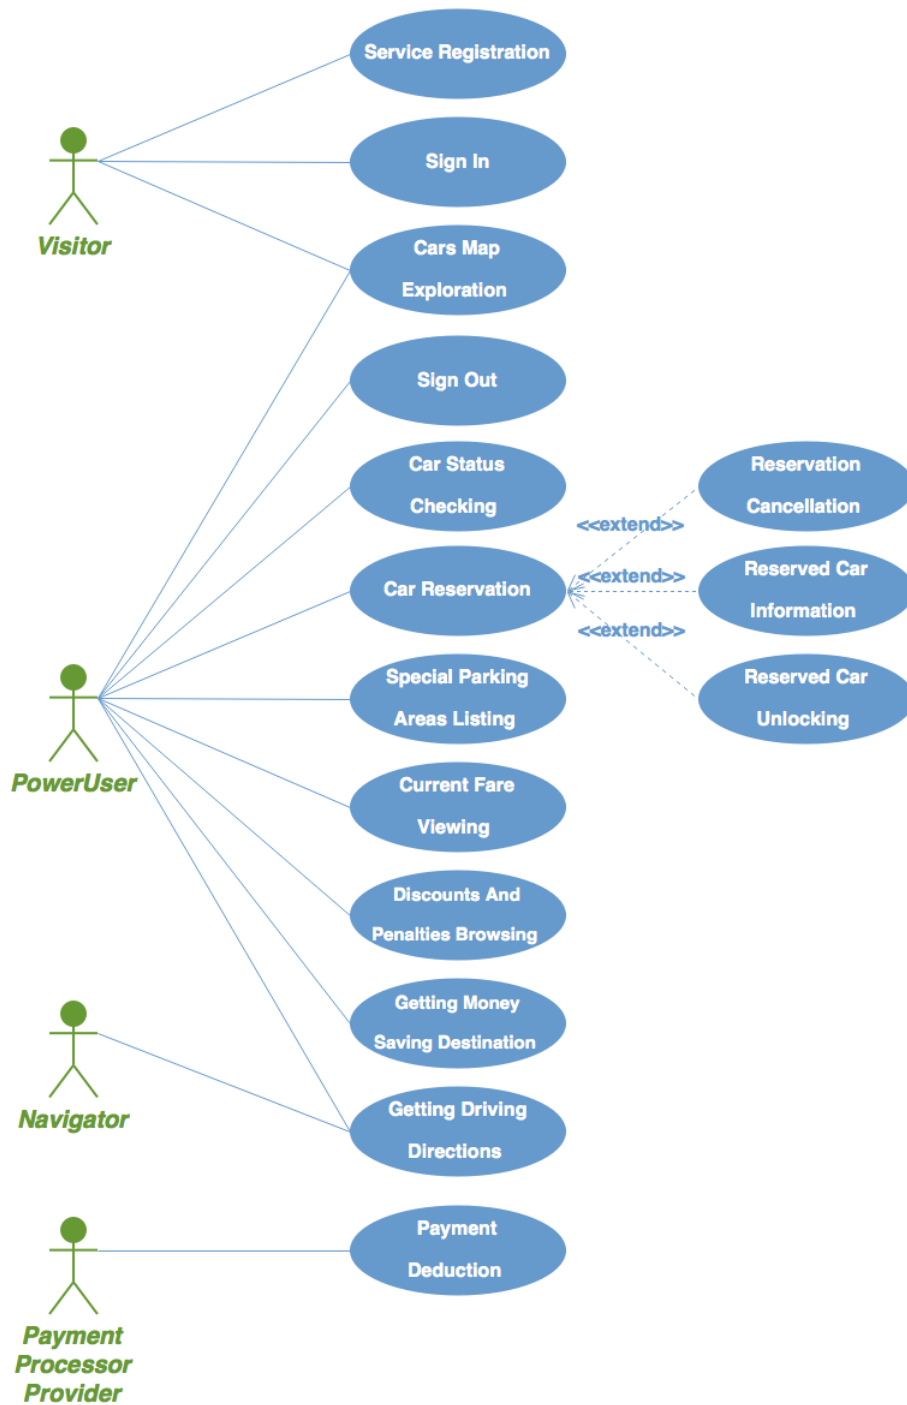 Service Registration
Sign In
Visitor
Cars Map
Exploration
Sign Out
Car Status
Checking
Reservation
Cancellation
<<extend>>
Car Reservation
<<extend>>
Reserved Car
Information
<<extend>>
Special Parking
Areas Listing
Reserved Car
Unlocking
PowerUser
Current Fare
Viewing
Discounts And
Penalties Browsing
Getting Money
Saving Destination
Navigator
Getting Driving
Directions
Payment
Deduction
Payment
Processor
Provider